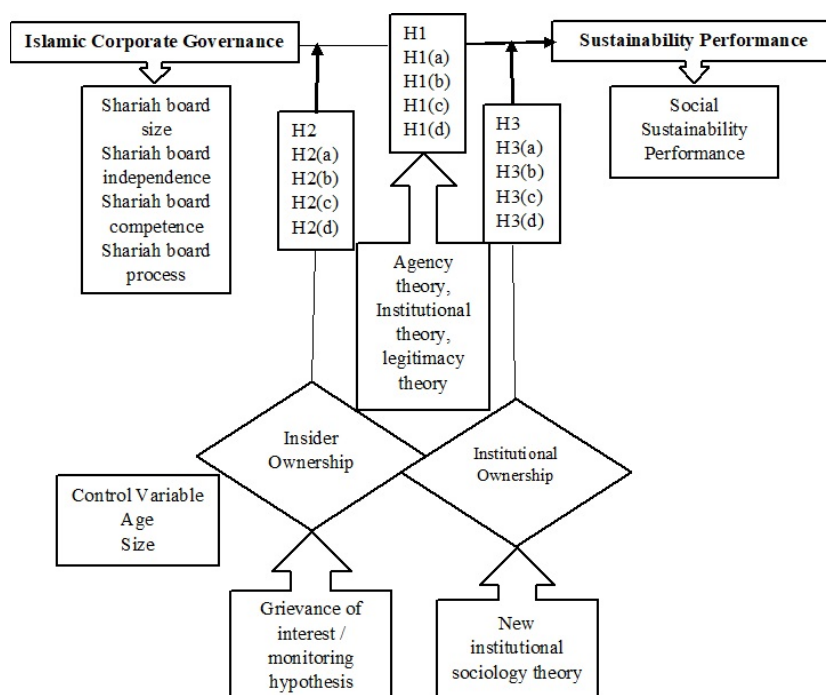 Islamic Corporate Governance
H1
H1(a)
H1(b)
H1(c)
H1(d)
Sustainability Performance
Shariah board
size
Shariah board
independence
Shariah board
competence
Shariah board
process
H2
H2(a)
H2(b)
H2(c)
H2(d)
H3
H3(a)
H3(b)
H3(c)
H3(d)
Social
Sustainability
Performance
Agency
theory,
Institutional
theory,
legitimacy
theory
Insider
Ownership
Institutional
Ownership
Control Variable
Age
Size
Grievance of
interest /
monitoring
hypothesis
New
institutional
sociology theory